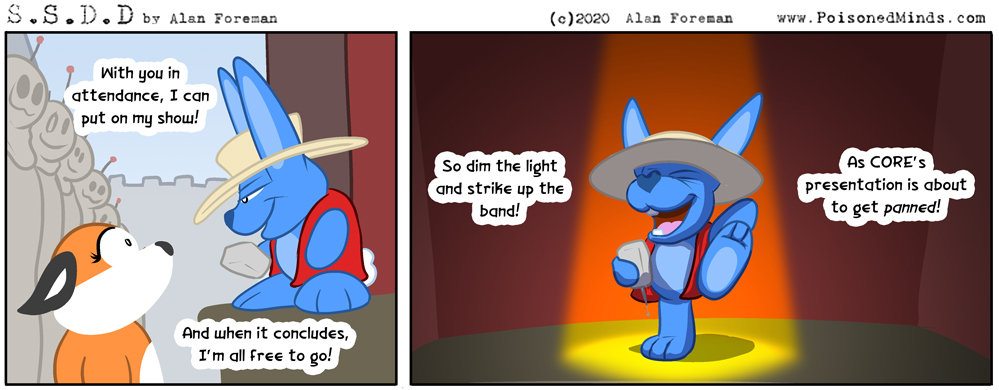 S.S.D.D by Alan Foreman (c)2020 Alan Foreman www.PoisonedMinds.com
With you in
attendance, I can
put on my show!
And when it concludes,
I'm all free to go!
So dim the light
and strike up the
band!
As CORE's
presentation is about
to get panned!